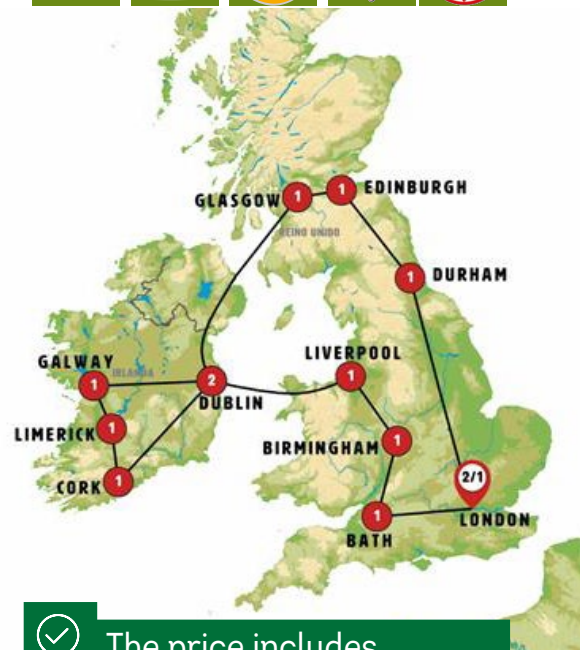 1
1
EDINBURGH
GLASGOW
REINO UNIDO
1
DURHAM
LIVERPOOL
1
GALWAY
1
IRLANDA
2
DUBLIN
LIMERICK
1
BIRMINGHAM
1
CORK
1
2/1
1
LONDON
BATH
The price includes